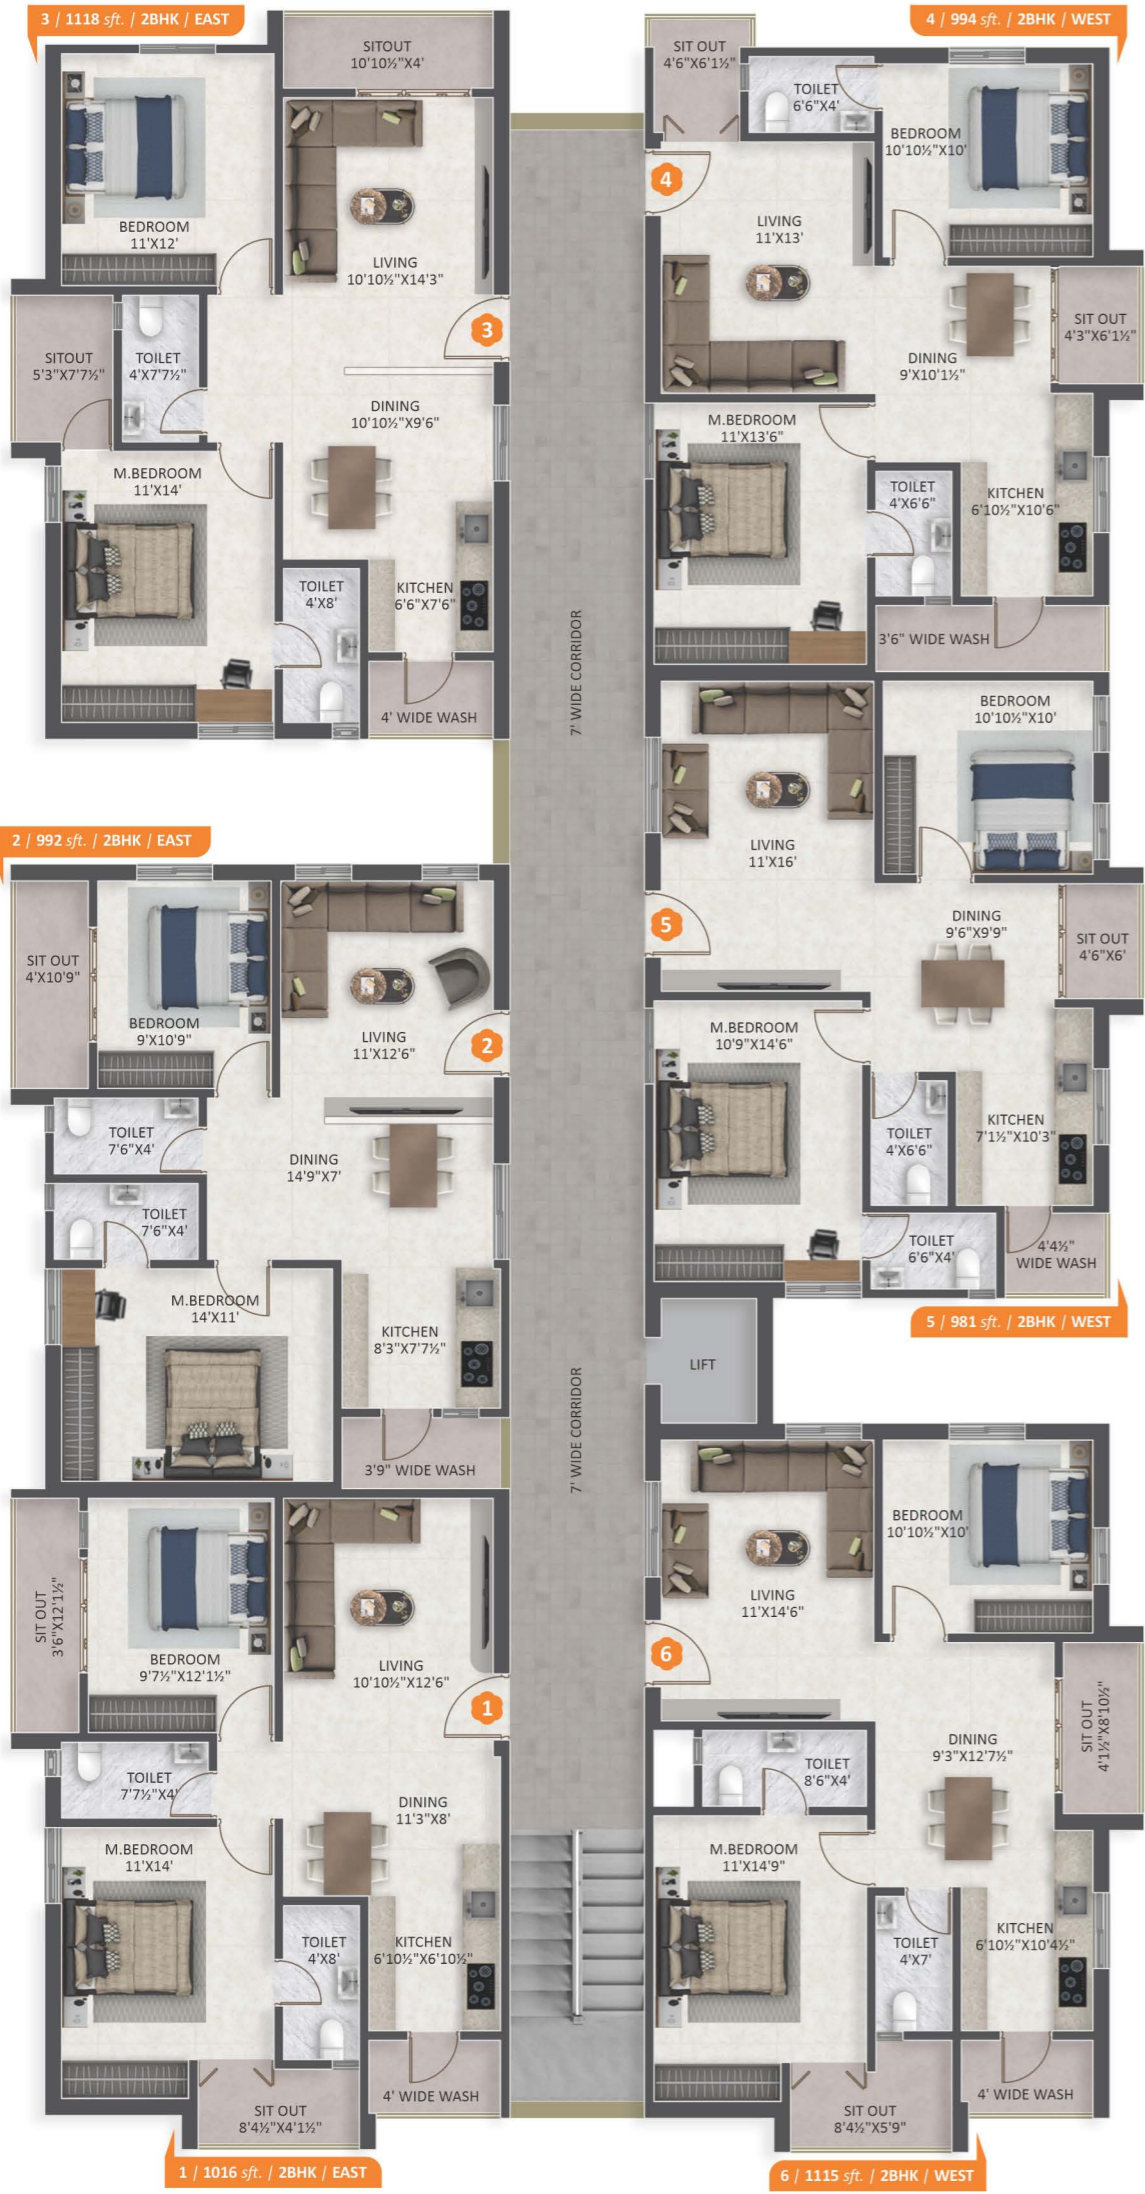 3 / 1118 sft. / 2BHK / EAST
SITOUT
10'10½"X4'
BEDROOM
11'X12'
LIVING
10'10½"X14'3"
3
SITOUT
5'3"X7'7½"
TOILET
4'X7'7½"
DINING
10'10½"X9'6"
M.BEDROOM
11'X14'
TOILET
4'X8'
KITCHEN
6'6"X7'6"
4' WIDE WASH
4 / 994 sft. / 2BHK / WEST
SIT OUT
4'6"X6'1½"
TOILET
6'6"X4'
BEDROOM
10'10½"X10'
4
LIVING
11'X13'
SIT OUT
4'3"X6'1½"
DINING
9'X10'1½"
M.BEDROOM
11'X13'6"
TOILET
4'X6'6"
KITCHEN
6'10½"X10'6"
3'6" WIDE WASH
7' WIDE CORRIDOR
2 / 992 sft. / 2BHK / EAST
SIT OUT
4'X10'9"
BEDROOM
9'X10'9"
LIVING
11'X12'6"
2
TOILET
7'6"X4'
DINING
14'9"X7'
TOILET
7'6"X4'
M.BEDROOM
14'X11'
KITCHEN
8'3"X7'7½"
3'9" WIDE WASH
BEDROOM
10'10½"X10'
LIVING
11'X16'
5
DINING
9'6"X9'9"
SIT OUT
4'6"X6'
M.BEDROOM
10'9"X14'6"
TOILET
4'X6'6"
KITCHEN
7'1½"X10'3"
TOILET
6'6"X4'
4'4½"
WIDE WASH
5 / 981 sft. / 2BHK / WEST
LIFT
7' WIDE CORRIDOR
SIT OUT
3'6"X12'1½"
BEDROOM
9'7½"X12'1½"
LIVING
10'10½"X12'6"
1
TOILET
7'7½"X4'
DINING
11'3"X8'
M.BEDROOM
11'X14'
TOILET
4'X8'
KITCHEN
6'10½"X6'10½"
4' WIDE WASH
SIT OUT
8'4½"X4'1½"
1 / 1016 sft. / 2BHK / EAST
BEDROOM
10'10½"X10'
LIVING
11'X14'6"
6
SIT OUT
4'1½"X8'10½"
DINING
9'3"X12'7½"
TOILET
8'6"X4'
M.BEDROOM
11'X14'9"
TOILET
4'X7'
KITCHEN
6'10½"X10'4½"
4' WIDE WASH
SIT OUT
8'4½"X5'9"
6 / 1115 sft. / 2BHK / WEST